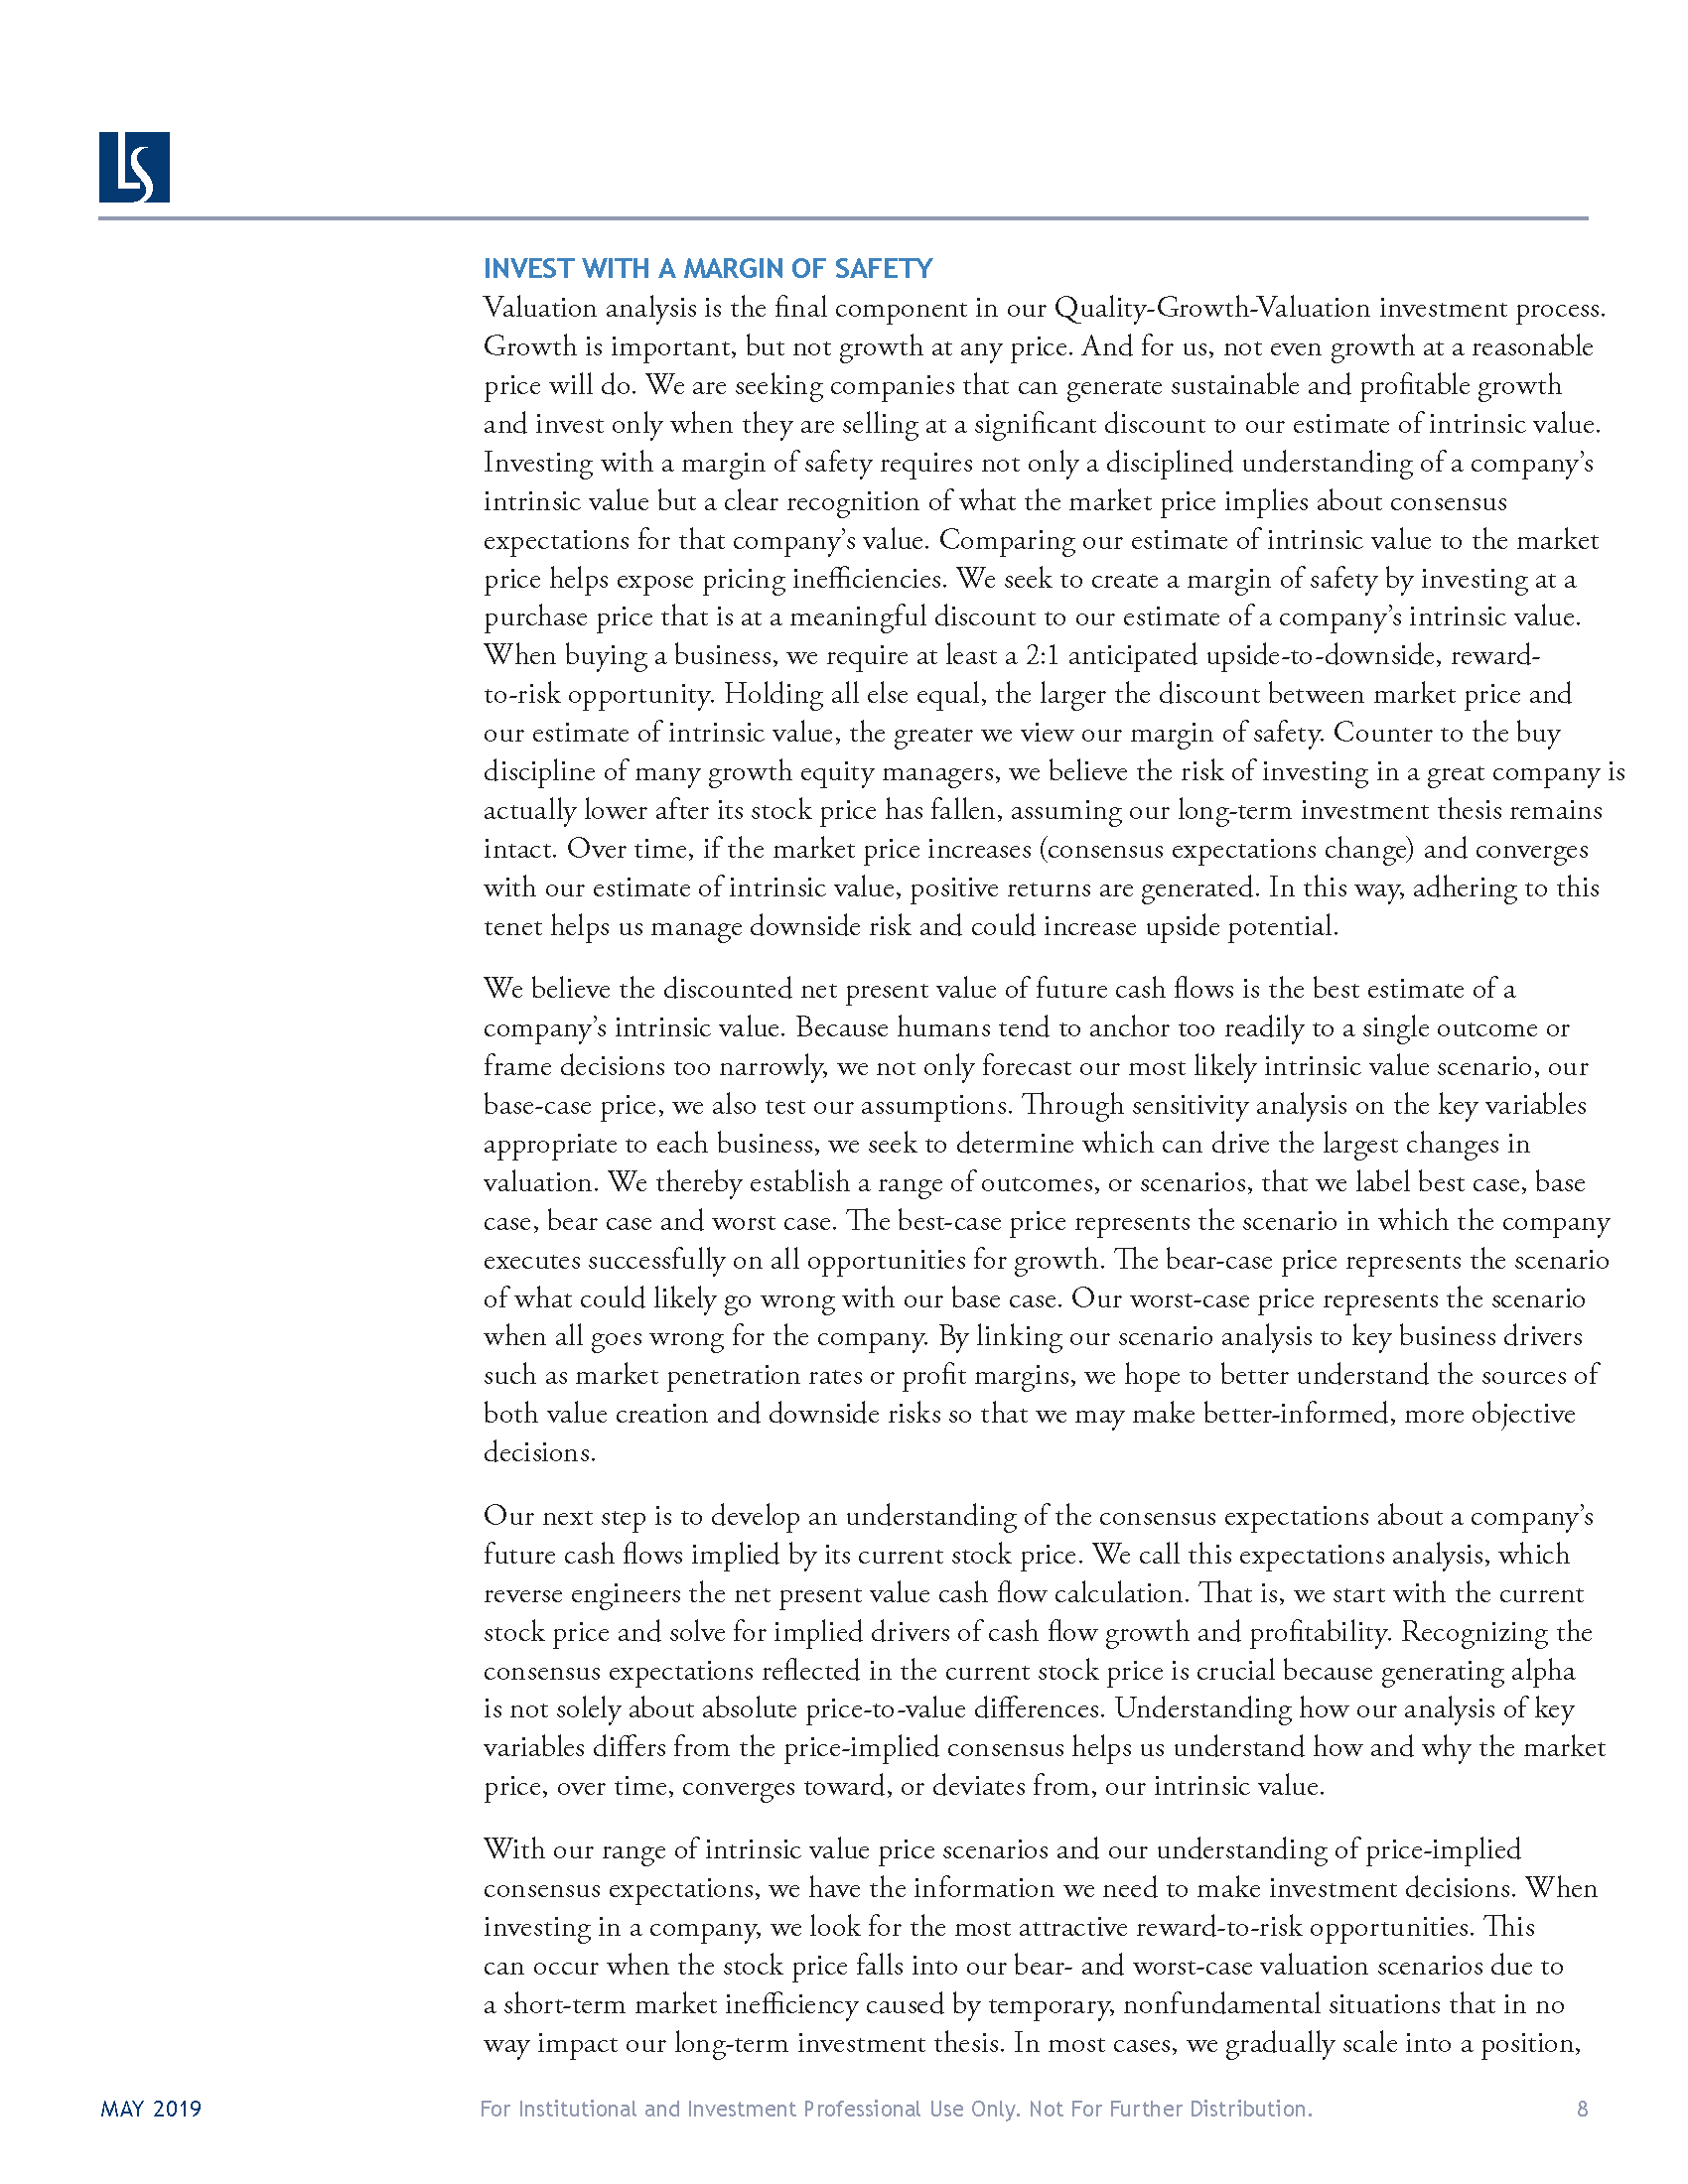 LS
INVEST WITH A MARGIN OF SAFETY
Valuation analysis is the final component in our Quality-Growth-Valuation investment process.
Growth is important, but not growth at any price. And for us, not even growth at a reasonable
price will do. We are seeking companies that can generate sustainable and profitable growth
and invest only when they are selling at a significant discount to our estimate of intrinsic value.
Investing with a margin of safety requires not only a disciplined understanding of a company’s
intrinsic value but a clear recognition of what the market price implies about consensus
expectations for that company’s value. Comparing our estimate of intrinsic value to the market
price helps expose pricing inefficiencies. We seek to create a margin of safety by investing at a
purchase price that is at a meaningful discount to our estimate of a company’s intrinsic value.
When buying a business, we require at least a 2:1 anticipated upside-to-downside, reward-
to-risk opportunity. Holding all else equal, the larger the discount between market price and
our estimate of intrinsic value, the greater we view our margin of safety. Counter to the buy
discipline of many growth equity managers, we believe the risk of investing in a great company is
actually lower after its stock price has fallen, assuming our long-term investment thesis remains
intact. Over time, if the market price increases (consensus expectations change) and converges
with our estimate of intrinsic value, positive returns are generated. In this way, adhering to this
tenet helps us manage downside risk and could increase upside potential.
We believe the discounted net present value of future cash flows is the best estimate of a
company’s intrinsic value. Because humans tend to anchor too readily to a single outcome or
frame decisions too narrowly, we not only forecast our most likely intrinsic value scenario, our
base-case price, we also test our assumptions. Through sensitivity analysis on the key variables
appropriate to each business, we seek to determine which can drive the largest changes in
valuation. We thereby establish a range of outcomes, or scenarios, that we label best case, base
case, bear case and worst case. The best-case price represents the scenario in which the company
executes successfully on all opportunities for growth. The bear-case price represents the scenario
of what could likely go wrong with our base case. Our worst-case price represents the scenario
when all goes wrong for the company. By linking our scenario analysis to key business drivers
such as market penetration rates or profit margins, we hope to better understand the sources of
both value creation and downside risks so that we may make better-informed, more objective
decisions.
Our next step is to develop an understanding of the consensus expectations about a company’s
future cash flows implied by its current stock price. We call this expectations analysis, which
reverse engineers the net present value cash flow calculation. That is, we start with the current
stock price and solve for implied drivers of cash flow growth and profitability. Recognizing the
consensus expectations reflected in the current stock price is crucial because generating alpha
is not solely about absolute price-to-value differences. Understanding how our analysis of key
variables differs from the price-implied consensus helps us understand how and why the market
price, over time, converges toward, or deviates from, our intrinsic value.
With our range of intrinsic value price scenarios and our understanding of price-implied
consensus expectations, we have the information we need to make investment decisions. When
investing in a company, we look for the most attractive reward-to-risk opportunities. This
can occur when the stock price falls into our bear- and worst-case valuation scenarios due to
a short-term market inefficiency caused by temporary, nonfundamental situations that in no
way impact our long-term investment thesis. In most cases, we gradually scale into a position,
MAY 2019
For Institutional and Investment Professional Use Only. Not For Further Distribution.
8